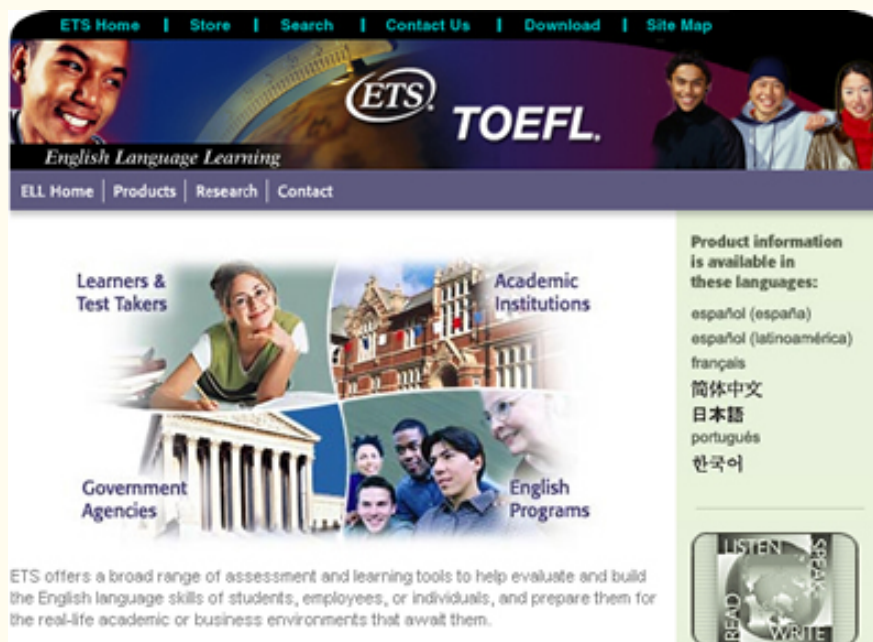 ETS Home | Store | Search | Contact Us | Download | Site Map
ETS®
TOEFL®
English Language Learning
ELL Home | Products | Research | Contact
Learners &
Test Takers
Academic
Institutions
Government
Agencies
English
Programs
ETS offers a broad range of assessment and learning tools to help evaluate and build
the English language skills of students, employees, or individuals, and prepare them for
the real-life academic or business environments that await them.
Product information
is available in
these languages:
español (españa)
español (latinoamérica)
français
简体中文
日本語
português
한국어
LISTEN
SPEAK
READ
WRITE